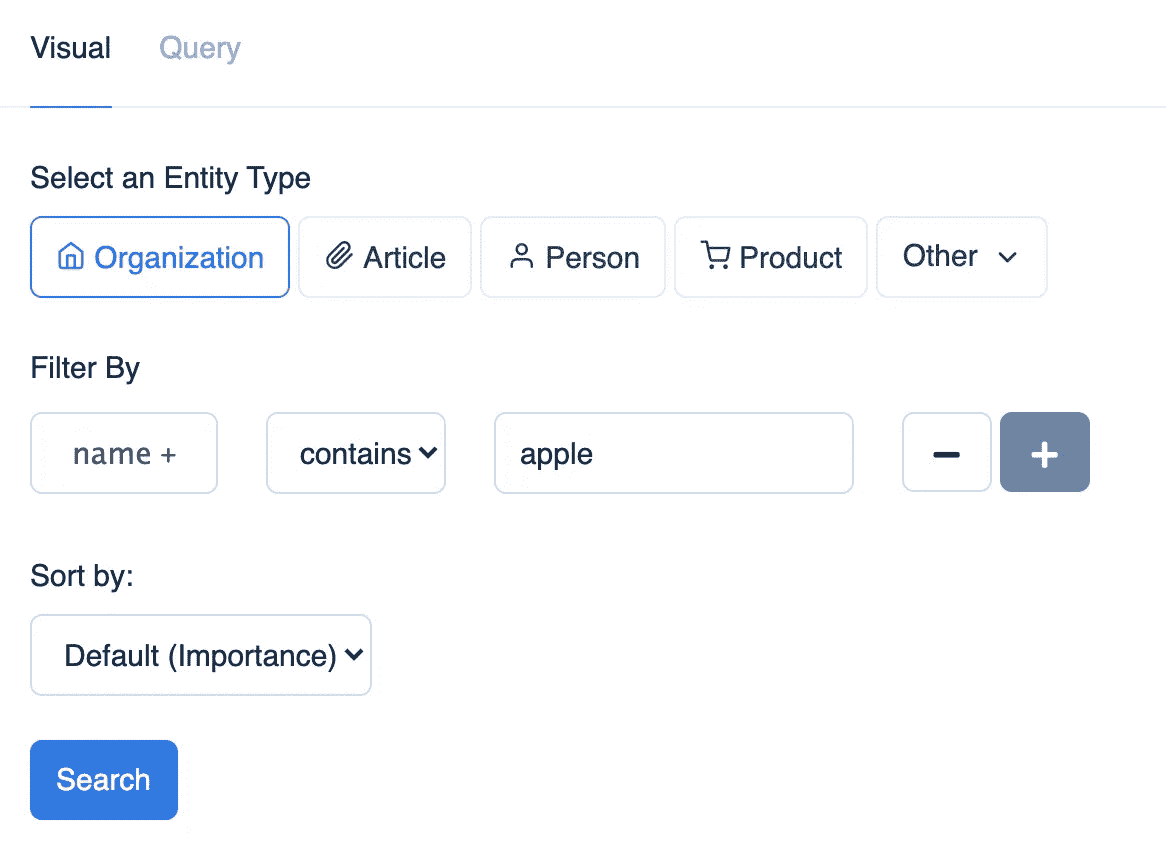 Visual Query
Select an Entity Type
Organization Article Person Product Other
Filter By
name + contains apple − +
Sort by:
Default (Importance)
Search